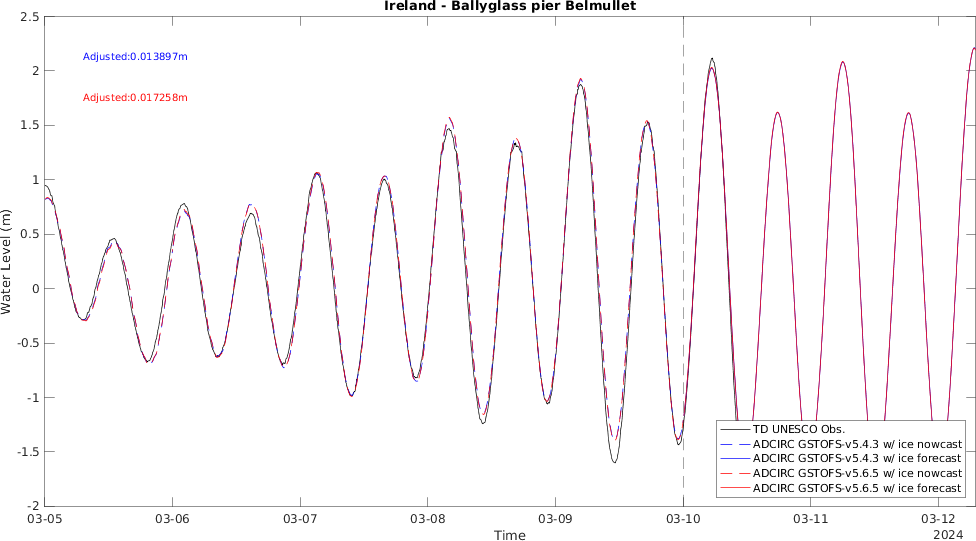 Ireland - Ballyglass pier Belmullet
2.5
Adjusted:0.013897m
2
Adjusted:0.017258m
1.5
1
0.5
Water Level (m)
0
-0.5
-1
TD UNESCO Obs.
ADCIRC GSTOFS-v5.4.3 w/ ice nowcast
-1.5
ADCIRC GSTOFS-v5.4.3 w/ ice forecast
ADCIRC GSTOFS-v5.6.5 w/ ice nowcast
ADCIRC GSTOFS-v5.6.5 w/ ice forecast
-2
03-05 03-06 03-07 03-08 03-09 03-10 03-11 03-12
Time 2024